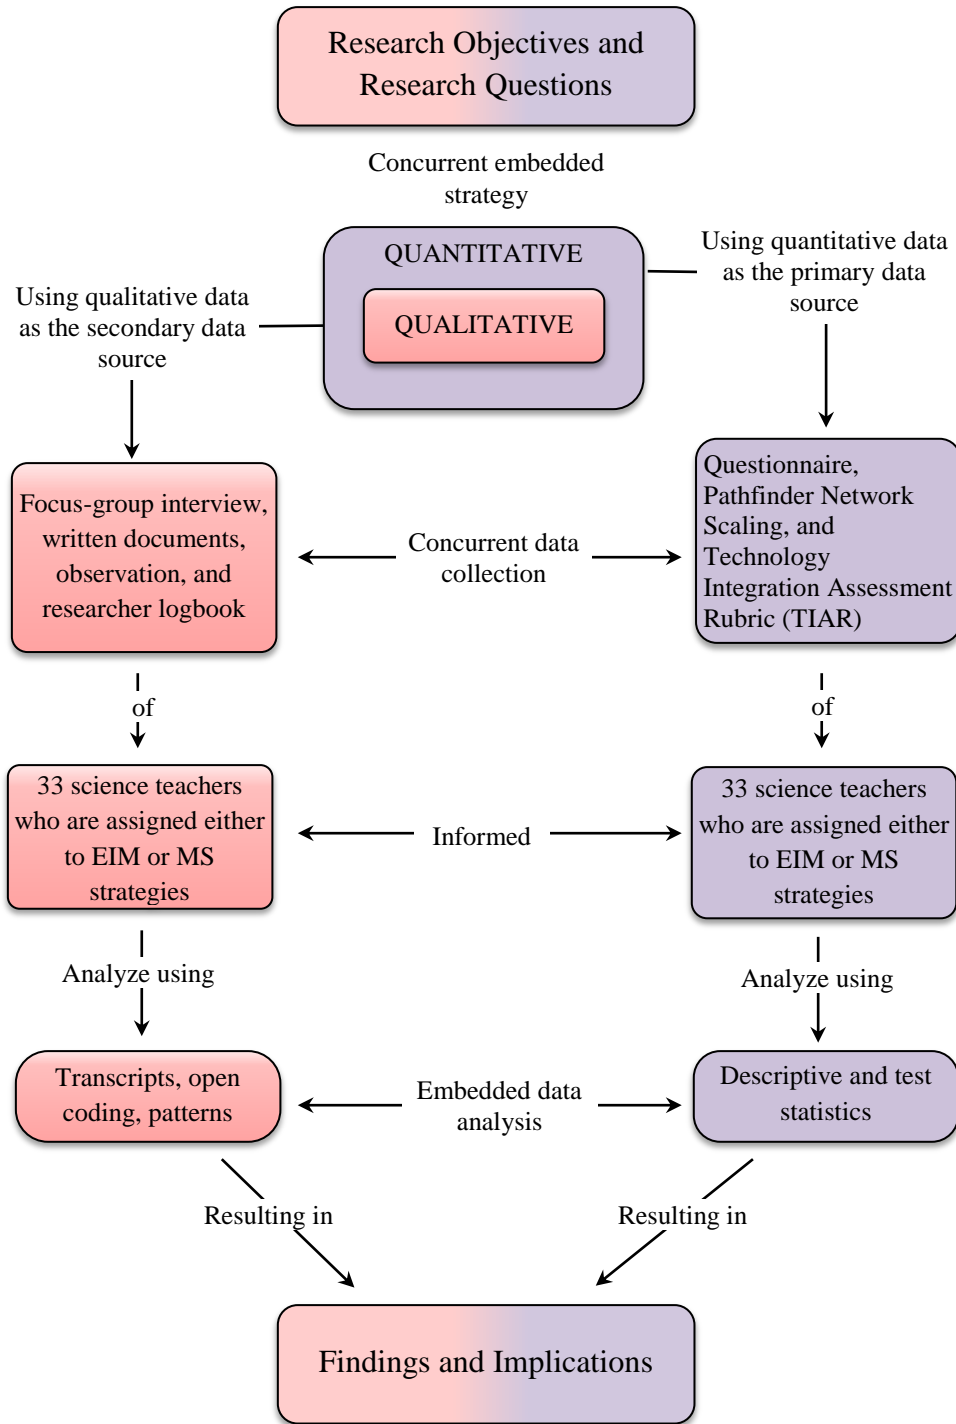 Research Objectives and
Research Questions
Concurrent embedded
strategy
QUANTITATIVE
QUALITATIVE
Using quantitative data
as the primary data
source
Using qualitative data
as the secondary data
source
Focus-group interview,
written documents,
observation, and
researcher logbook
Concurrent data
collection
Questionnaire,
Pathfinder Network
Scaling, and
Technology
Integration Assessment
Rubric (TIAR)
of
of
33 science teachers
who are assigned either
to EIM or MS
strategies
Informed
33 science teachers
who are assigned either
to EIM or MS
strategies
Analyze using
Analyze using
Transcripts, open
coding, patterns
Embedded data
analysis
Descriptive and test
statistics
Resulting in
Resulting in
Findings and Implications